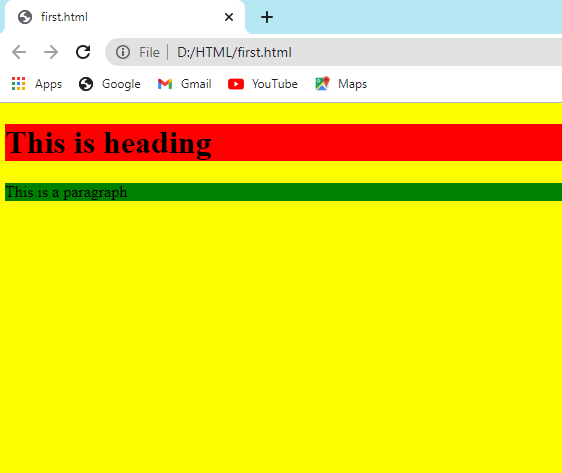 first.html
File | D:/HTML/first.html
Apps Google Gmail YouTube Maps
This is heading
This is a paragraph